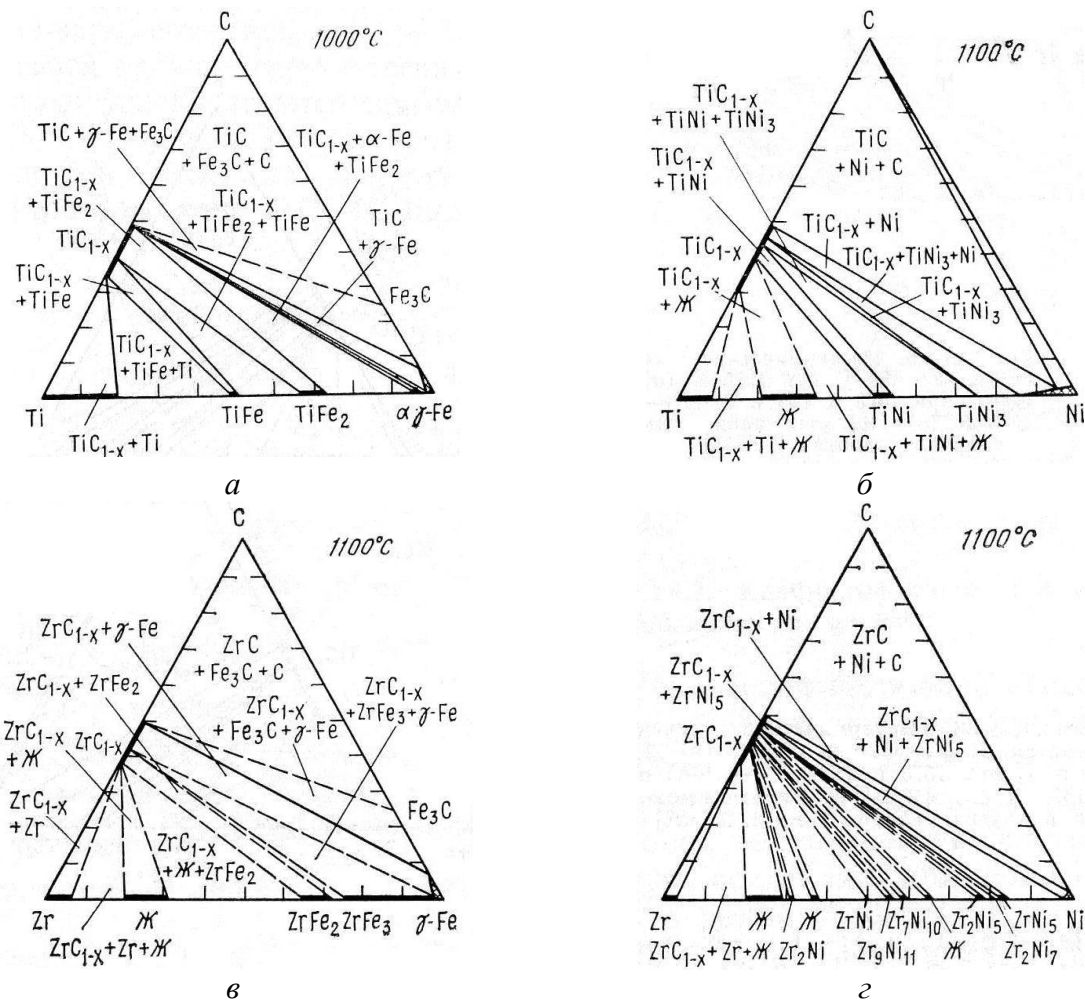 C
1000°C
TiC + γ-Fe + Fe₃C
TiC
+ Fe₃C + C
TiC₁₋ₓ + α-Fe
+ TiFe₂
TiC₁₋ₓ
+ TiFe₂
TiC₁₋ₓ
+ TiFe₂ + TiFe
TiC
+ γ-Fe
TiC₁₋ₓ
TiC₁₋ₓ
+ TiFe
Fe₃C
TiC₁₋ₓ
+ TiFe + Ti
Ti
TiFe
TiFe₂
αγ-Fe
TiC₁₋ₓ + Ti
а
C
1100°C
TiC₁₋ₓ
+ TiNi + TiNi₃
TiC
+ Ni + C
TiC₁₋ₓ
+ TiNi
TiC₁₋ₓ + Ni
TiC₁₋ₓ
TiC₁₋ₓ + TiNi₃ + Ni
TiC₁₋ₓ
+ Ж
TiC₁₋ₓ
+ TiNi₃
Ti
Ж
TiNi
TiNi₃
Ni
TiC₁₋ₓ + Ti + Ж
TiC₁₋ₓ + TiNi + Ж
б
C
1100°C
ZrC₁₋ₓ + γ-Fe
ZrC
+ Fe₃C + C
ZrC₁₋ₓ + ZrFe₂
ZrC₁₋ₓ
+ Fe₃C + γ-Fe
ZrC₁₋ₓ
+ ZrFe₃ + γ-Fe
ZrC₁₋ₓ
+ Ж
ZrC₁₋ₓ
Fe₃C
ZrC₁₋ₓ
+ Zr
ZrC₁₋ₓ
+ Ж + ZrFe₂
Zr
Ж
ZrFe₂
ZrFe₃
γ-Fe
ZrC₁₋ₓ + Zr + Ж
в
C
1100°C
ZrC₁₋ₓ + Ni
ZrC
+ Ni + C
ZrC₁₋ₓ
+ ZrNi₅
ZrC₁₋ₓ
ZrC₁₋ₓ
+ Ni + ZrNi₅
Zr
Ж
Ж
ZrNi
Zr₇Ni₁₀
Zr₂Ni₅
ZrNi₅
Ni
ZrC₁₋ₓ + Zr + Ж
Zr₂Ni
Zr₉Ni₁₁
Ж
Zr₂Ni₇
г